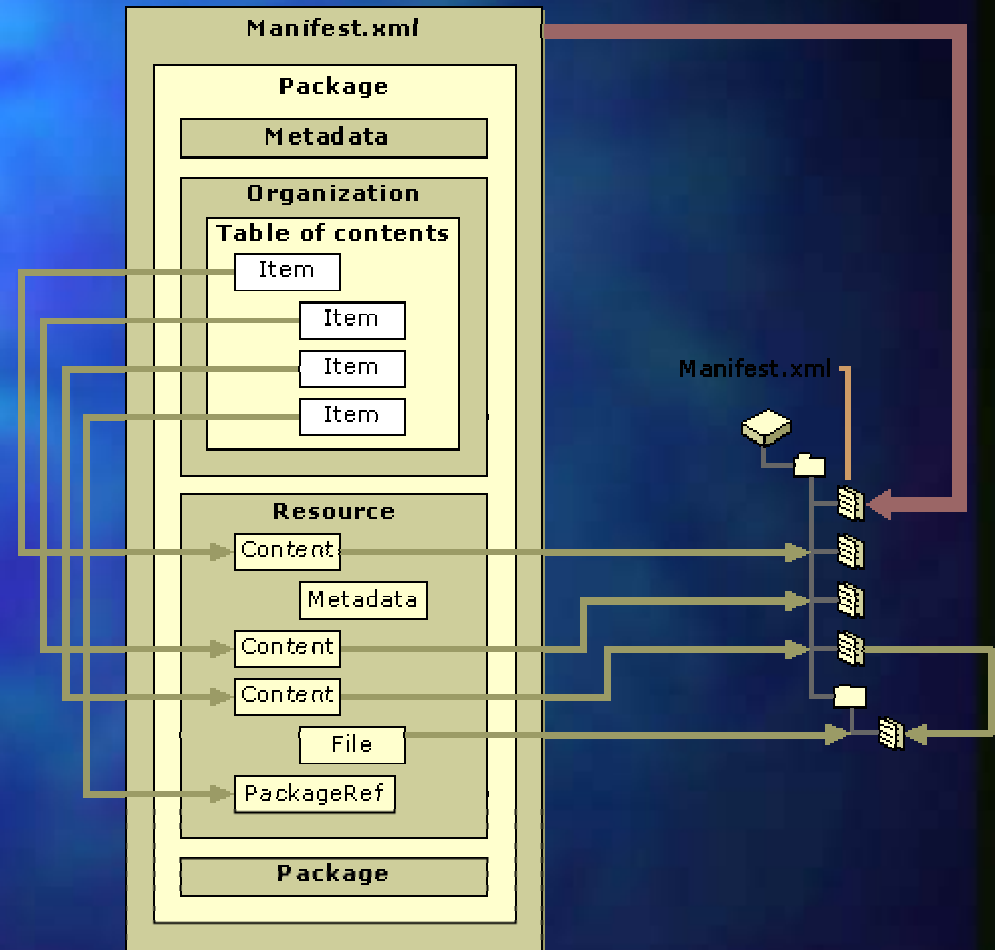 Manifest.xml
Package
Metadata
Organization
Table of contents
Item
Item
Item
Item
Manifest.xml
Resource
Content
Metadata
Content
Content
File
PackageRef
Package